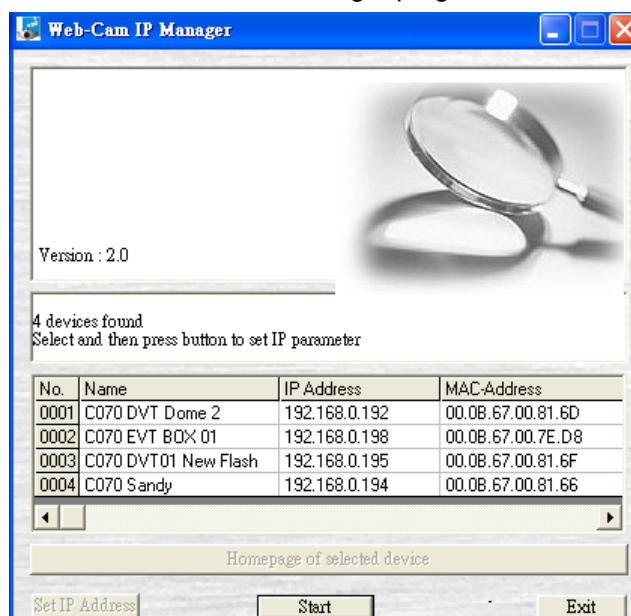 Web-Cam IP Manager
Version : 2.0
4 devices found
Select and then press button to set IP parameter
No. Name IP Address MAC-Address
0001 C070 DVT Dome 2 192.168.0.192 00.0B.67.00.81.6D
0002 C070 EVT BOX 01 192.168.0.198 00.0B.67.00.7E.D8
0003 C070 DVT01 New Flash 192.168.0.195 00.0B.67.00.81.6F
0004 C070 Sandy 192.168.0.194 00.0B.67.00.81.66
Homepage of selected device
Set IP Address Start Exit